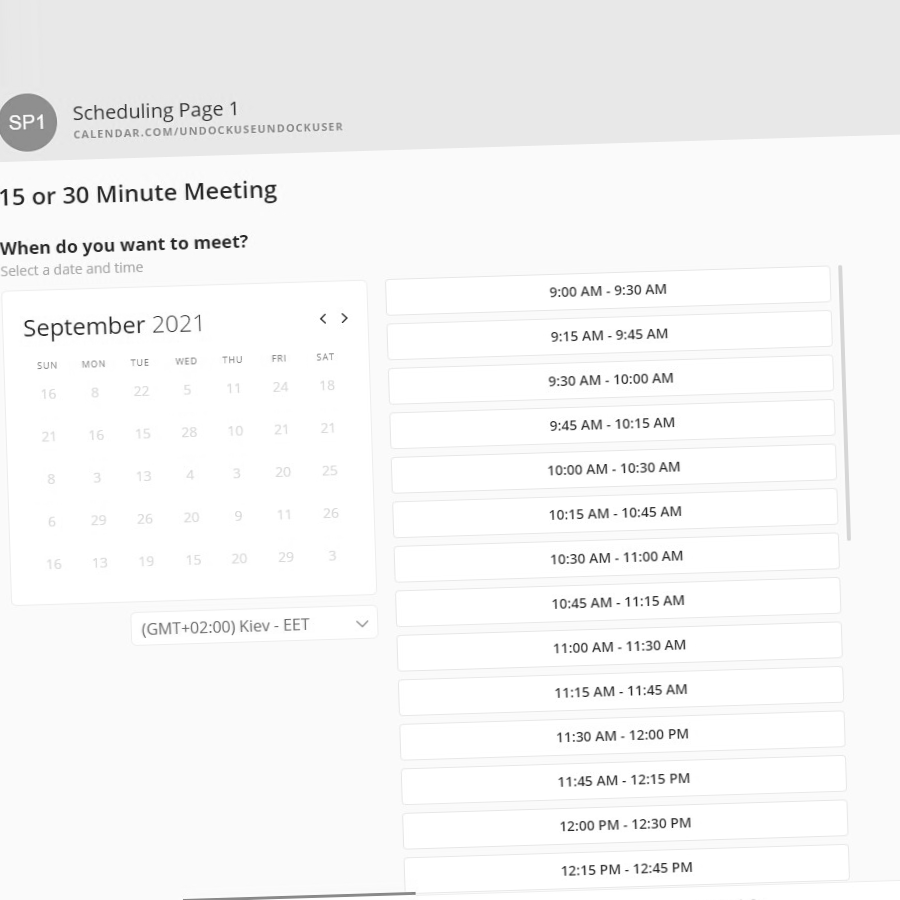 SP1
Scheduling Page 1
CALENDAR.COM/UNDOCKUSEUNDOCKUSER
15 or 30 Minute Meeting
When do you want to meet?
Select a date and time
September 2021
SUN MON TUE WED THU FRI SAT
16 8 22 5 11 24 18
21 16 15 28 10 21 21
8 3 13 4 3 20 25
6 29 26 20 9 11 26
16 13 19 15 20 29 3
(GMT+02:00) Kiev - EET
9:00 AM - 9:30 AM
9:15 AM - 9:45 AM
9:30 AM - 10:00 AM
9:45 AM - 10:15 AM
10:00 AM - 10:30 AM
10:15 AM - 10:45 AM
10:30 AM - 11:00 AM
10:45 AM - 11:15 AM
11:00 AM - 11:30 AM
11:15 AM - 11:45 AM
11:30 AM - 12:00 PM
11:45 AM - 12:15 PM
12:00 PM - 12:30 PM
12:15 PM - 12:45 PM